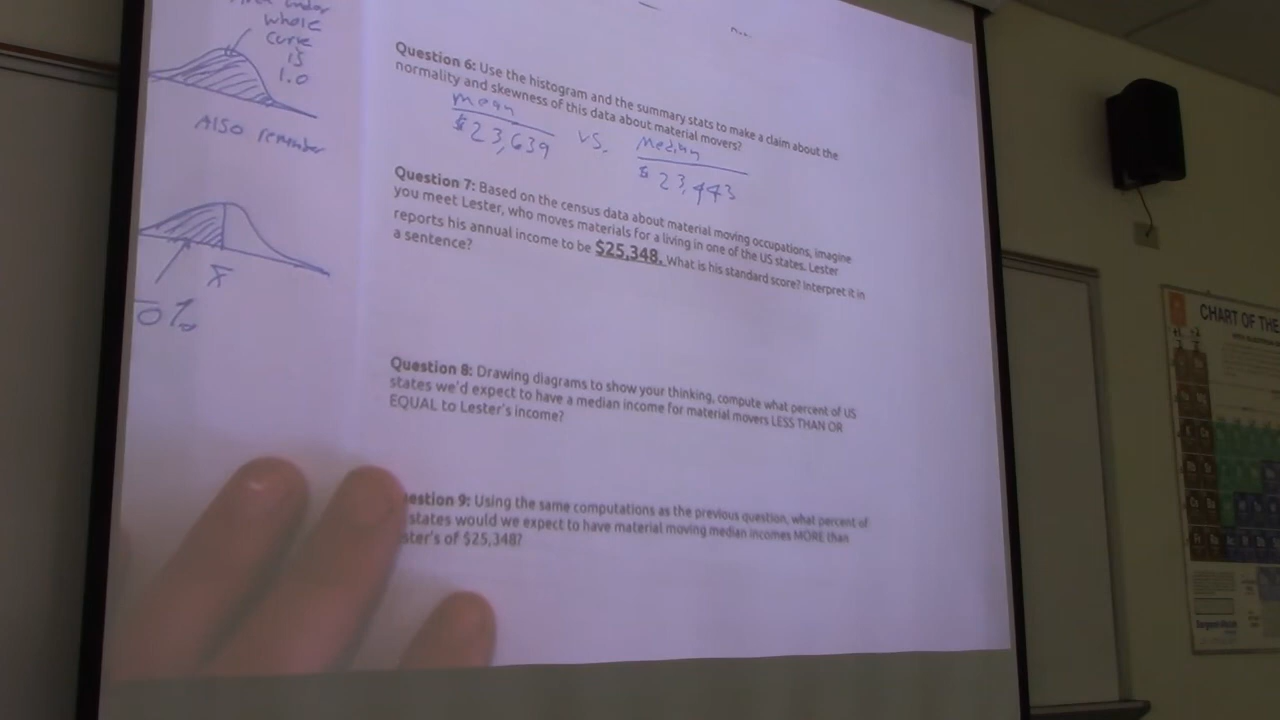 whole
curve
is
1.0
Also remember
x̄
0%
Question 6: Use the histogram and the summary stats to make a claim about the
normality and skewness of this data about material movers?
mean
$23,639
vs.
Median
$23,443
Question 7: Based on the census data about material moving occupations, imagine
you meet Lester, who moves materials for a living in one of the US states. Lester
reports his annual income to be $25,348. What is his standard score? Interpret it in
a sentence?
Question 8: Drawing diagrams to show your thinking, compute what percent of US
states we'd expect to have a median income for material movers LESS THAN OR
EQUAL to Lester's income?
estion 9: Using the same computations as the previous question, what percent of
states would we expect to have material moving median incomes MORE than
ster's of $25,348?
CHART OF THE